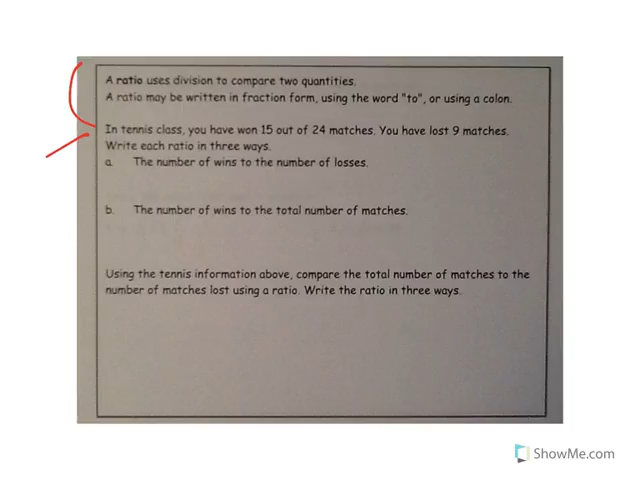 A ratio uses division to compare two quantities.
A ratio may be written in fraction form, using the word "to", or using a colon.
In tennis class, you have won 15 out of 24 matches. You have lost 9 matches.
Write each ratio in three ways.
a. The number of wins to the number of losses.
b. The number of wins to the total number of matches.
Using the tennis information above, compare the total number of matches to the
number of matches lost using a ratio. Write the ratio in three ways.
ShowMe.com